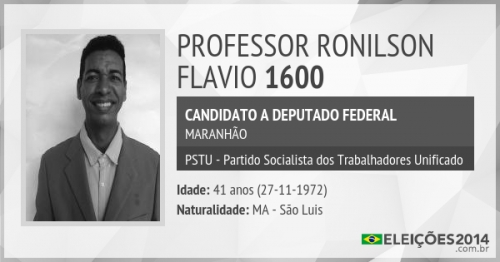 PROFESSOR RONILSON
FLAVIO 1600
CANDIDATO A DEPUTADO FEDERAL
MARANHÃO
PSTU - Partido Socialista dos Trabalhadores Unificado
Idade: 41 anos (27-11-1972)
Naturalidade: MA - São Luis
ELEIÇÕES2014
.com.br